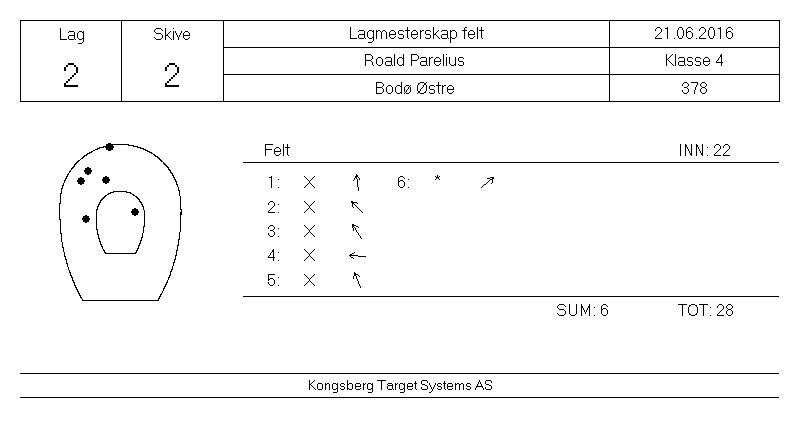 Lag Skive Lagmesterskap felt 21.06.2016
2 2 Roald Parelius Klasse 4
Bodø Østre 378
Felt INN: 22
1: X ↑ 6: * ↗
2: X ↖
3: X ↖
4: X ←
5: X ↖
SUM: 6 TOT: 28
Kongsberg Target Systems AS